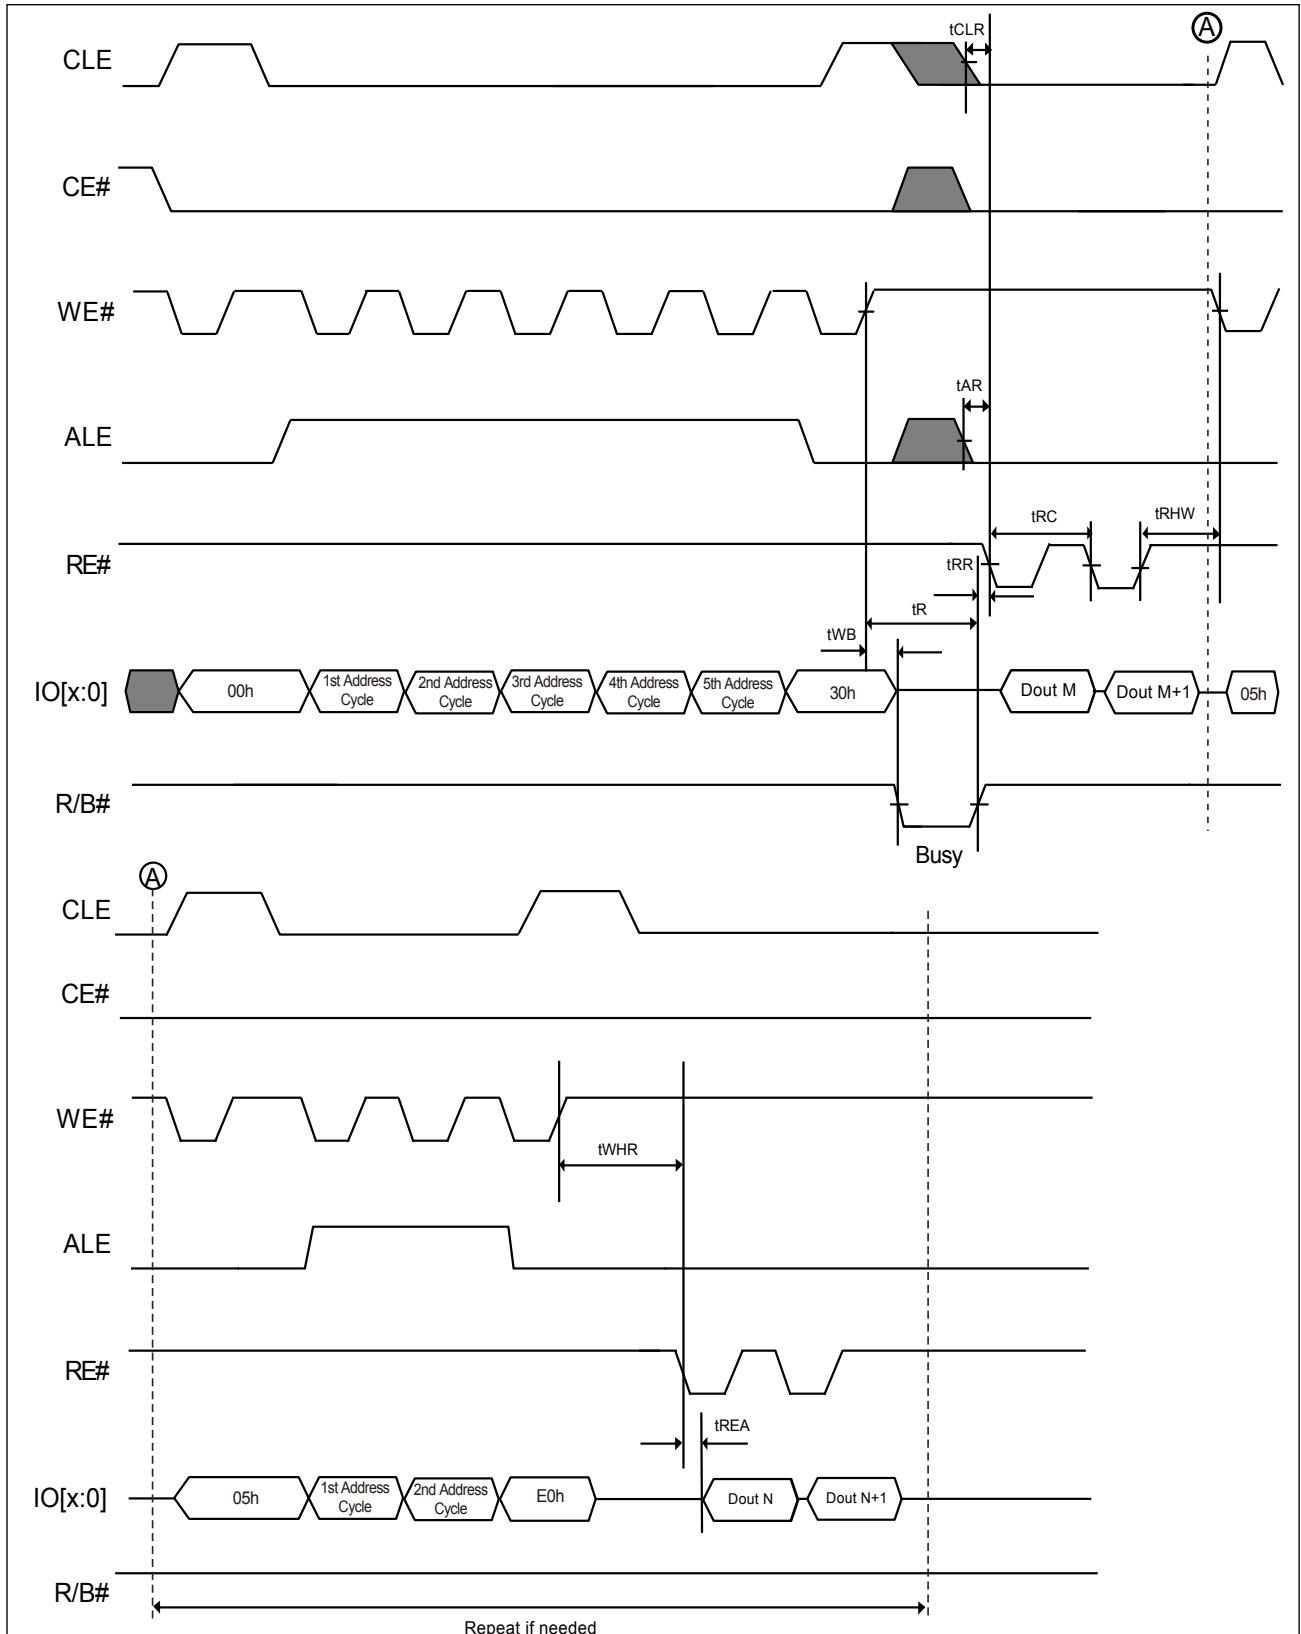 tCLR
A
CLE
CE#
WE#
tAR
ALE
tRC
tRHW
RE#
tRR
tR
tWB
IO[x:0]
00h
1st Address
Cycle
2nd Address
Cycle
3rd Address
Cycle
4th Address
Cycle
5th Address
Cycle
30h
Dout M
Dout M+1
05h
R/B#
Busy
A
CLE
CE#
WE#
tWHR
ALE
RE#
tREA
IO[x:0]
05h
1st Address
Cycle
2nd Address
Cycle
E0h
Dout N
Dout N+1
R/B#
Repeat if needed